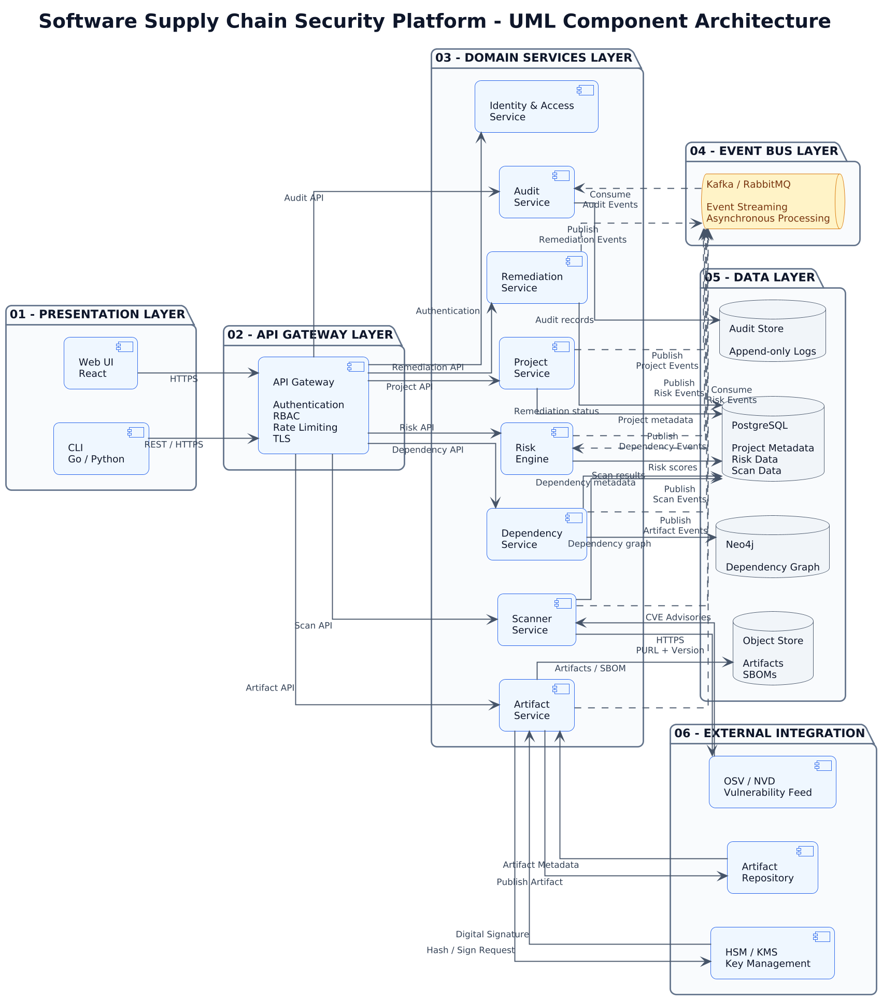 Software Supply Chain Security Platform - UML Component Architecture
01 - PRESENTATION LAYER
Web UI
React
CLI
Go / Python
HTTPS
REST / HTTPS
02 - API GATEWAY LAYER
API Gateway
Authentication
RBAC
Rate Limiting
TLS
Audit API
Authentication
Remediation API
Project API
Risk API
Dependency API
Scan API
Artifact API
03 - DOMAIN SERVICES LAYER
Identity & Access
Service
Audit
Service
Remediation
Service
Project
Service
Risk
Engine
Dependency
Service
Scanner
Service
Artifact
Service
Consume
Audit Events
Publish
Remediation Events
Audit records
Publish
Project Events
Publish
Risk Events
Consume
Risk Events
Remediation status
Project metadata
Publish
Dependency Events
Risk scores
Scan results
Dependency metadata
Publish
Scan Events
Publish
Artifact Events
Dependency graph
CVE Advisories
HTTPS
PURL + Version
Artifacts / SBOM
04 - EVENT BUS LAYER
Kafka / RabbitMQ
Event Streaming
Asynchronous Processing
05 - DATA LAYER
Audit Store
Append-only Logs
PostgreSQL
Project Metadata
Risk Data
Scan Data
Neo4j
Dependency Graph
Object Store
Artifacts
SBOMs
06 - EXTERNAL INTEGRATION
OSV / NVD
Vulnerability Feed
Artifact
Repository
HSM / KMS
Key Management
Artifact Metadata
Publish Artifact
Digital Signature
Hash / Sign Request